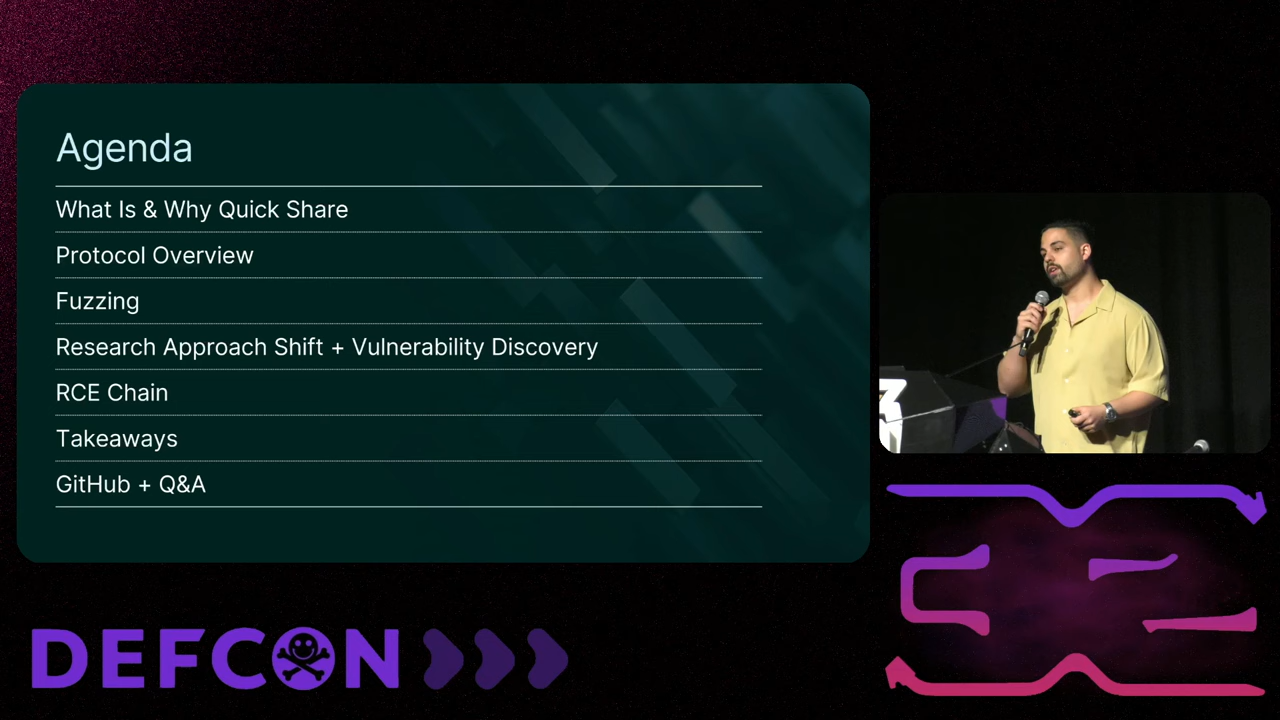 Agenda
What Is & Why Quick Share
Protocol Overview
Fuzzing
Research Approach Shift + Vulnerability Discovery
RCE Chain
Takeaways
GitHub + Q&A
DEFCON